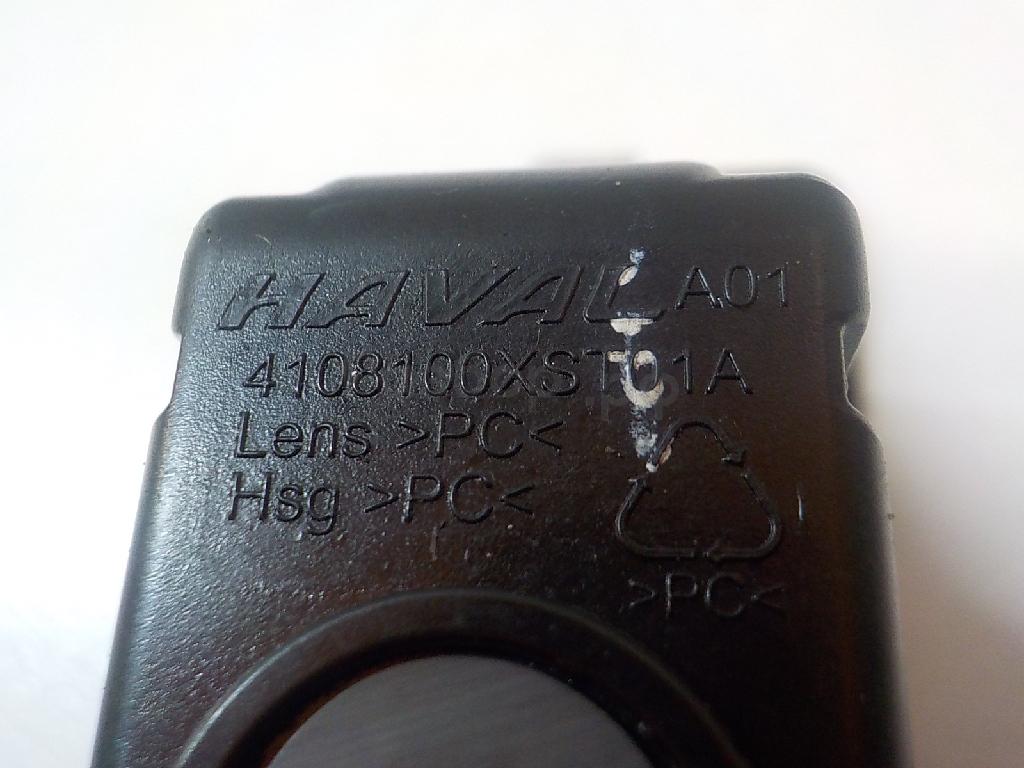 HAVAL A01
4108100XST01A
Lens >PC<
Hsg >PC<
>PC<